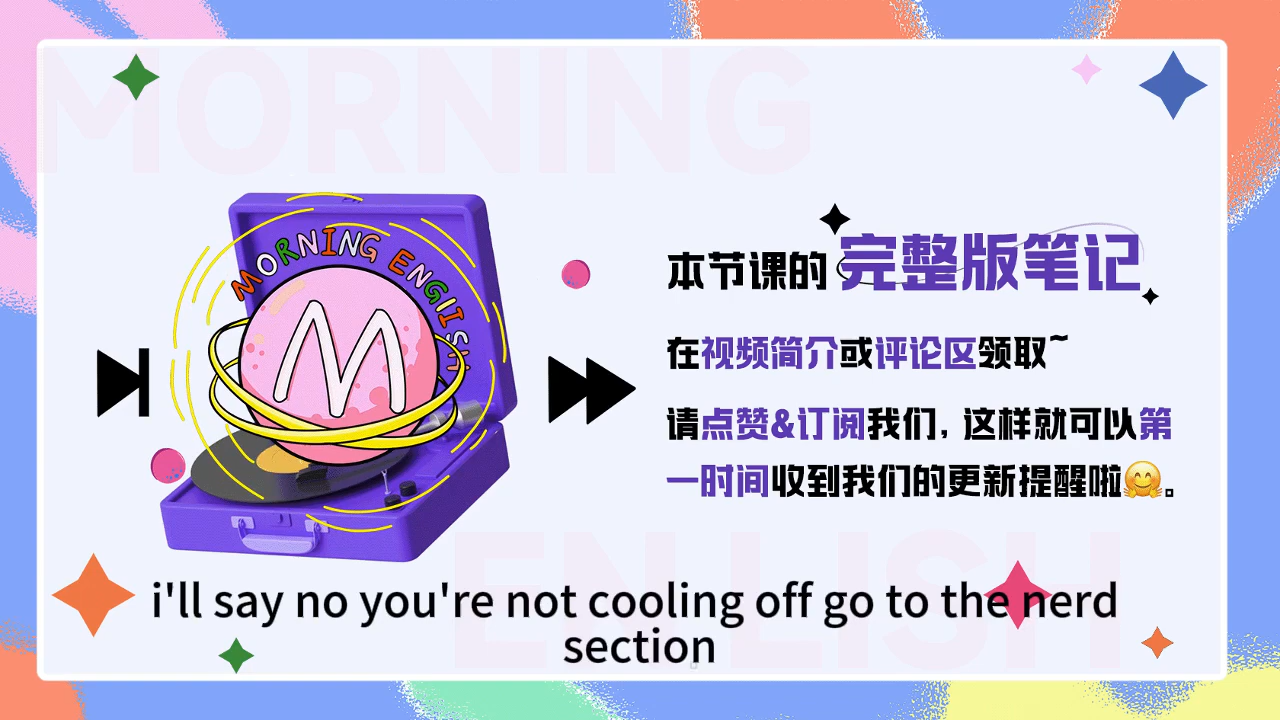 MORNING
MORNING ENGLISH
M
本节课的 完整版笔记
在视频简介或评论区领取~
请点赞&订阅我们, 这样就可以第
一时间收到我们的更新提醒啦🤗。
ENGLISH
i'll say no you're not cooling off go to the nerd
section